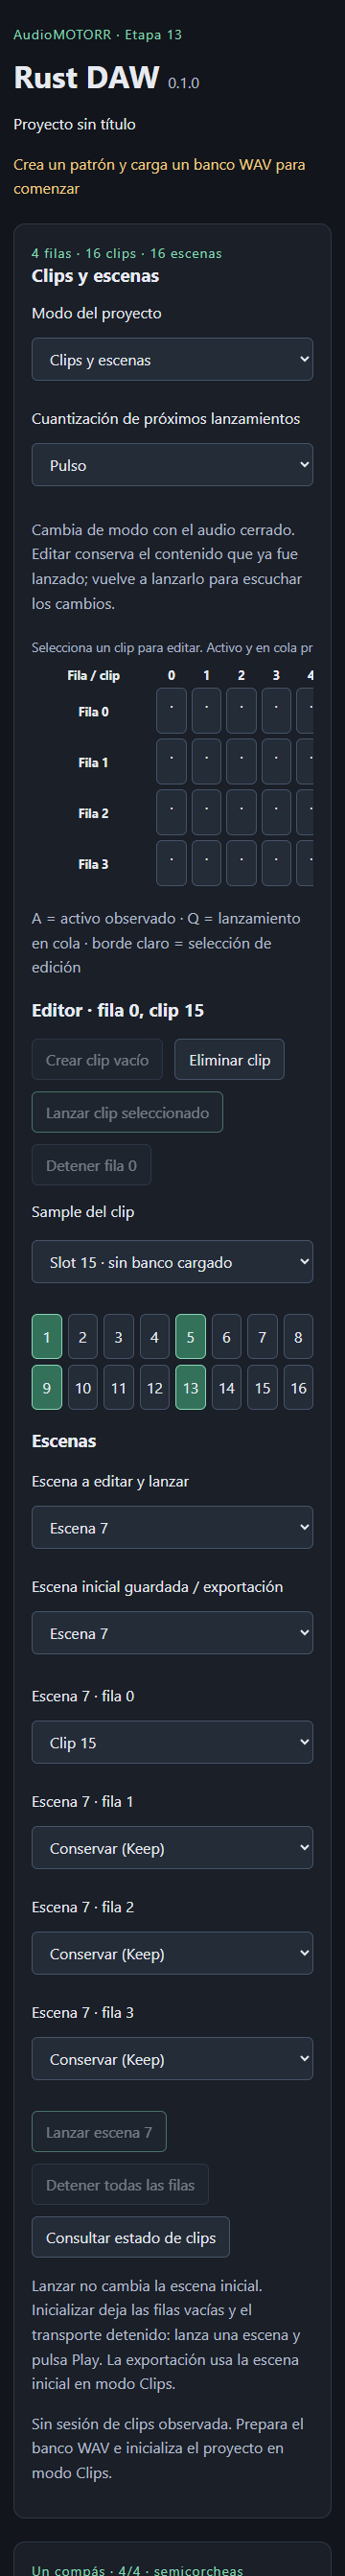 AudioMOTORR · Etapa 13
Rust DAW 0.1.0
Proyecto sin título
Crea un patrón y carga un banco WAV para
comenzar
4 filas · 16 clips · 16 escenas
Clips y escenas
Modo del proyecto
Clips y escenas
Cuantización de próximos lanzamientos
Pulso
Cambia de modo con el audio cerrado.
Editar conserva el contenido que ya fue
lanzado; vuelve a lanzarlo para escuchar
los cambios.
Selecciona un clip para editar. Activo y en cola pr
Fila / clip 0 1 2 3 4
Fila 0 · · · · ·
Fila 1 · · · · ·
Fila 2 · · · · ·
Fila 3 · · · · ·
A = activo observado · Q = lanzamiento
en cola · borde claro = selección de
edición
Editor · fila 0, clip 15
Crear clip vacío Eliminar clip
Lanzar clip seleccionado
Detener fila 0
Sample del clip
Slot 15 · sin banco cargado
1 2 3 4 5 6 7 8
9 10 11 12 13 14 15 16
Escenas
Escena a editar y lanzar
Escena 7
Escena inicial guardada / exportación
Escena 7
Escena 7 · fila 0
Clip 15
Escena 7 · fila 1
Conservar (Keep)
Escena 7 · fila 2
Conservar (Keep)
Escena 7 · fila 3
Conservar (Keep)
Lanzar escena 7
Detener todas las filas
Consultar estado de clips
Lanzar no cambia la escena inicial.
Inicializar deja las filas vacías y el
transporte detenido: lanza una escena y
pulsa Play. La exportación usa la escena
inicial en modo Clips.
Sin sesión de clips observada. Prepara el
banco WAV e inicializa el proyecto en
modo Clips.
Un compás · 4/4 · semicorcheas